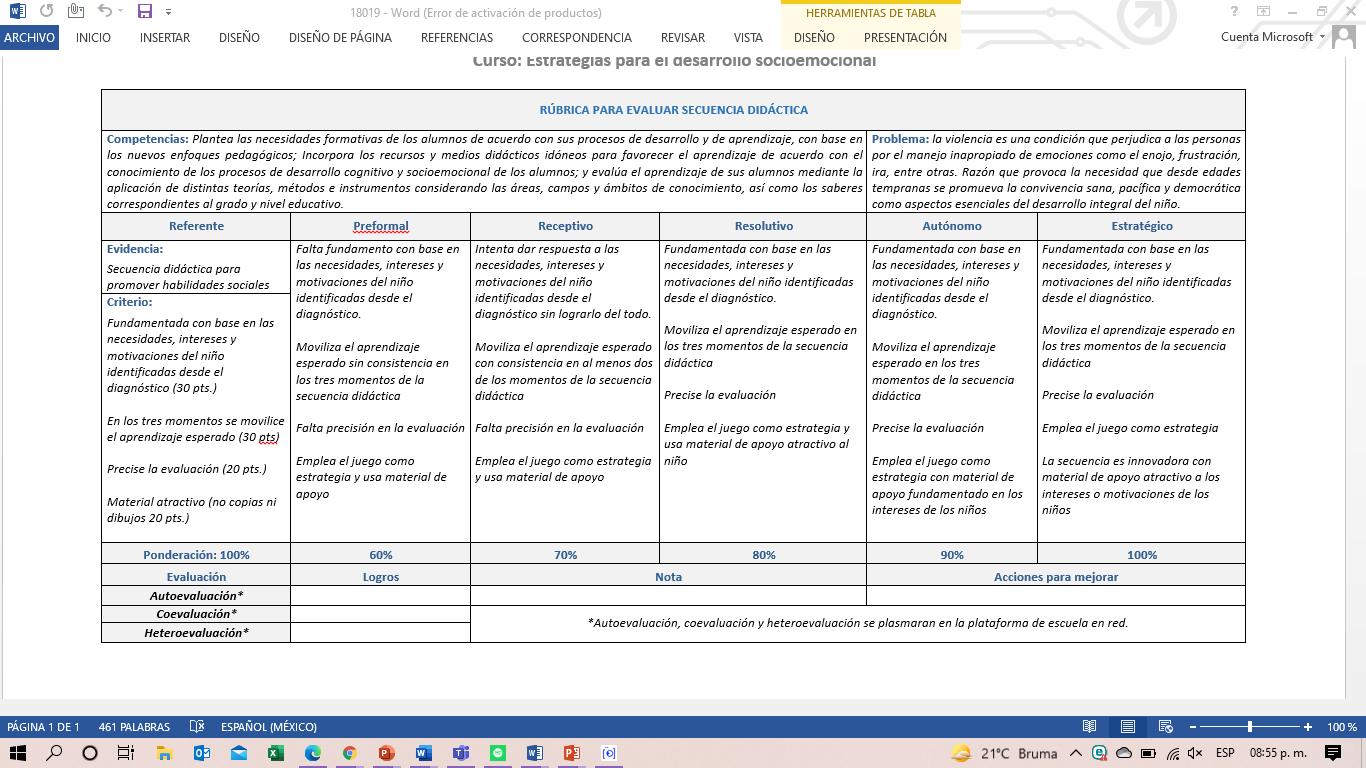 18019 - Word (Error de activación de productos)
HERRAMIENTAS DE TABLA
?
ARCHIVO INICIO INSERTAR DISEÑO DISEÑO DE PÁGINA REFERENCIAS CORRESPONDENCIA REVISAR VISTA DISEÑO PRESENTACIÓN Cuenta Microsoft
Curso: Estrategias para el desarrollo socioemocional
RÚBRICA PARA EVALUAR SECUENCIA DIDÁCTICA
Competencias: Plantea las necesidades formativas de los alumnos de acuerdo con sus procesos de desarrollo y de aprendizaje, con base en
los nuevos enfoques pedagógicos; Incorpora los recursos y medios didácticos idóneos para favorecer el aprendizaje de acuerdo con el
conocimiento de los procesos de desarrollo cognitivo y socioemocional de los alumnos; y evalúa el aprendizaje de sus alumnos mediante la
aplicación de distintas teorías, métodos e instrumentos considerando las áreas, campos y ámbitos de conocimiento, así como los saberes
correspondientes al grado y nivel educativo.
Problema: la violencia es una condición que perjudica a las personas
por el manejo inapropiado de emociones como el enojo, frustración,
ira, entre otras. Razón que provoca la necesidad que desde edades
tempranas se promueva la convivencia sana, pacífica y democrática
como aspectos esenciales del desarrollo integral del niño.
Referente Preformal Receptivo Resolutivo Autónomo Estratégico
Evidencia:
Secuencia didáctica para
promover habilidades sociales
Criterio:
Fundamentada con base en las
necesidades, intereses y
motivaciones del niño
identificadas desde el
diagnóstico (30 pts.)
En los tres momentos se movilice
el aprendizaje esperado (30 pts)
Precise la evaluación (20 pts.)
Material atractivo (no copias ni
dibujos 20 pts.)
Falta fundamento con base en
las necesidades, intereses y
motivaciones del niño
identificadas desde el
diagnóstico.
Moviliza el aprendizaje
esperado sin consistencia en
los tres momentos de la
secuencia didáctica
Falta precisión en la evaluación
Emplea el juego como
estrategia y usa material de
apoyo
Intenta dar respuesta a las
necesidades, intereses y
motivaciones del niño
identificadas desde el
diagnóstico sin lograrlo del todo.
Moviliza el aprendizaje esperado
con consistencia en al menos dos
de los momentos de la secuencia
didáctica
Falta precisión en la evaluación
Emplea el juego como estrategia
y usa material de apoyo
Fundamentada con base en las
necesidades, intereses y
motivaciones del niño identificadas
desde el diagnóstico.
Moviliza el aprendizaje esperado en
los tres momentos de la secuencia
didáctica
Precise la evaluación
Emplea el juego como estrategia y
usa material de apoyo atractivo al
niño
Fundamentada con base en
las necesidades, intereses y
motivaciones del niño
identificadas desde el
diagnóstico.
Moviliza el aprendizaje
esperado en los tres
momentos de la secuencia
didáctica
Precise la evaluación
Emplea el juego como
estrategia con material de
apoyo fundamentado en los
intereses de los niños
Fundamentada con base en las
necesidades, intereses y
motivaciones del niño identificadas
desde el diagnóstico.
Moviliza el aprendizaje esperado en
los tres momentos de la secuencia
didáctica
Precise la evaluación
Emplea el juego como estrategia
La secuencia es innovadora con
material de apoyo atractivo a los
intereses o motivaciones de los
niños
Ponderación: 100% 60% 70% 80% 90% 100%
Evaluación Logros Nota Acciones para mejorar
Autoevaluación*
Coevaluación*
Heteroevaluación*
*Autoevaluación, coevaluación y heteroevaluación se plasmaran en la plataforma de escuela en red.
PÁGINA 1 DE 1 461 PALABRAS ESPAÑOL (MÉXICO) 100 %
21°C Bruma ESP 08:55 p. m.